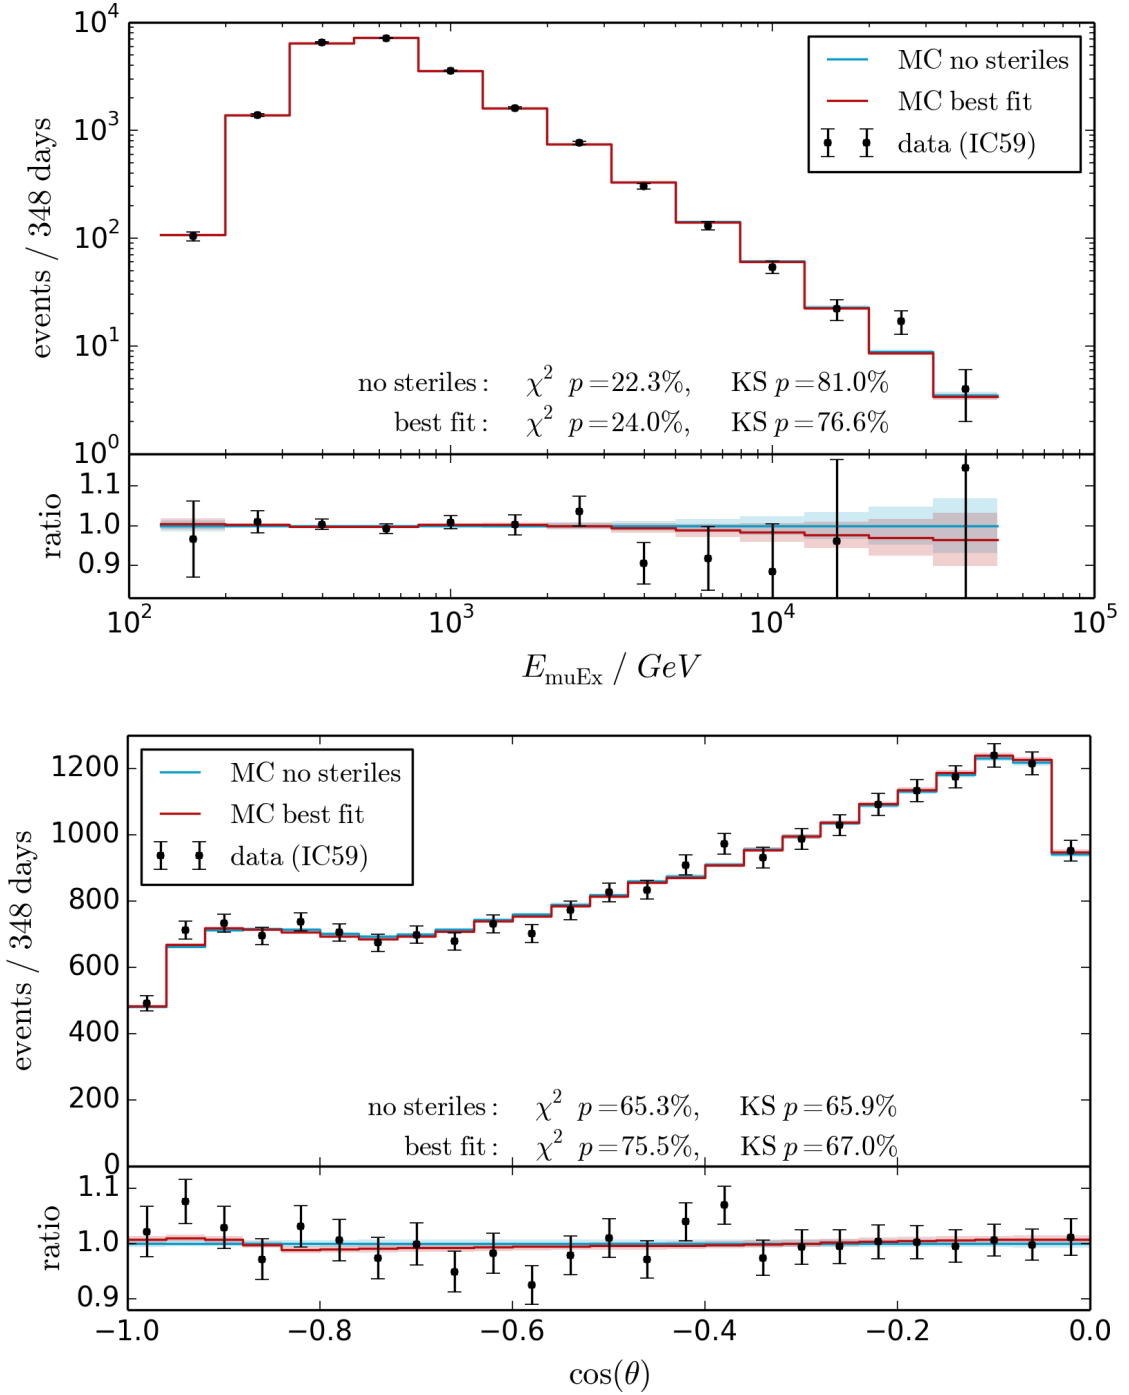 10^4
MC no steriles
MC best fit
data (IC59)
10^3
events / 348 days
10^2
10^1
no steriles : χ^2 p=22.3%, KS p=81.0%
best fit : χ^2 p=24.0%, KS p=76.6%
10^0
1.1
ratio
1.0
0.9
10^2 10^3 10^4 10^5
E_muEx / GeV
MC no steriles
MC best fit
data (IC59)
1200
1000
events / 348 days
800
600
400
200
no steriles : χ^2 p=65.3%, KS p=65.9%
best fit : χ^2 p=75.5%, KS p=67.0%
0
1.1
ratio
1.0
0.9
−1.0 −0.8 −0.6 −0.4 −0.2 0.0
cos(θ)